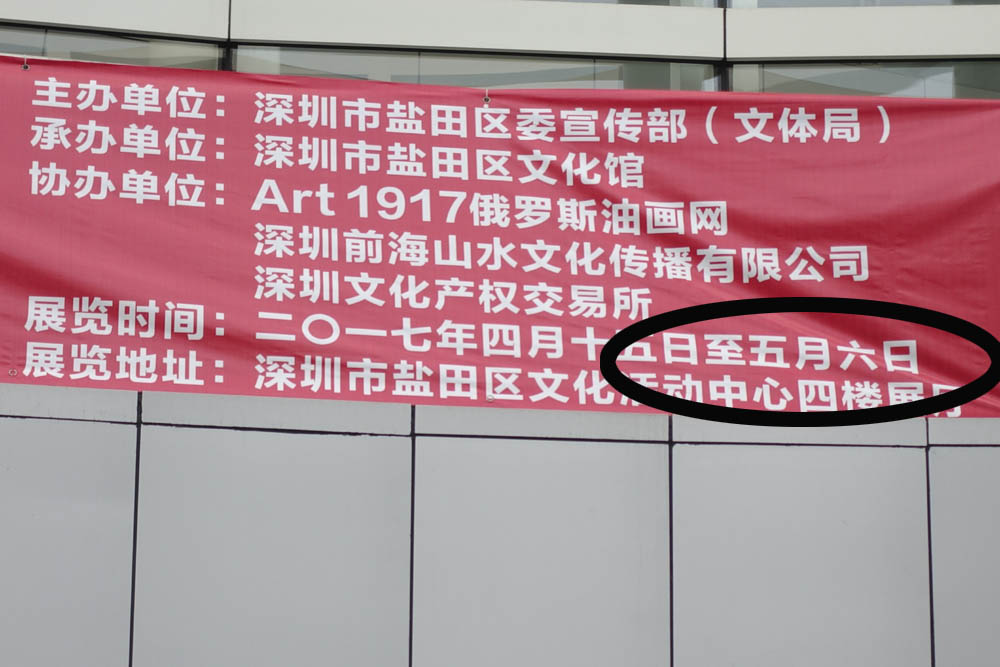 主办单位：深圳市盐田区委宣传部（文体局）
承办单位：深圳市盐田区文化馆
协办单位：Art 1917俄罗斯油画网
深圳前海山水文化传播有限公司
深圳文化产权交易所
展览时间：二〇一七年四月十五日至五月六日
展览地址：深圳市盐田区文化活动中心四楼展厅